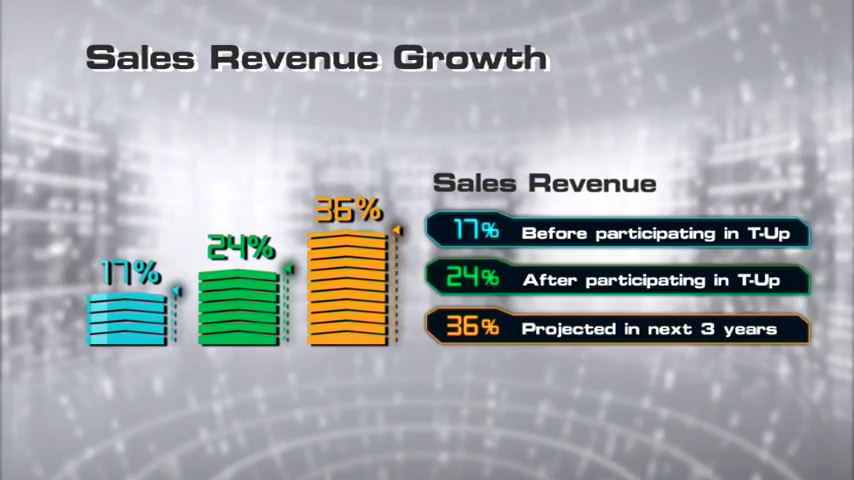 Sales Revenue Growth
17%
24%
36%
Sales Revenue
17% Before participating in T-Up
24% After participating in T-Up
36% Projected in next 3 years